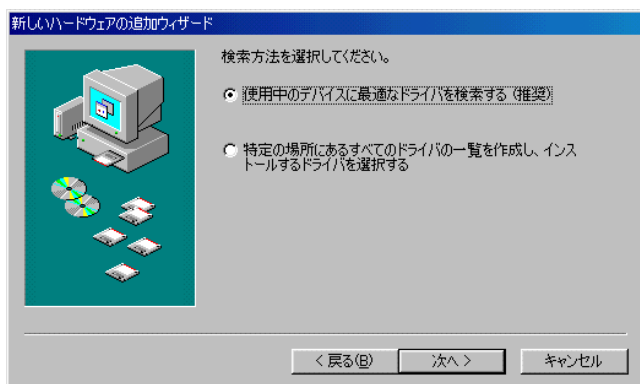 新しいハードウェアの追加ウィザード
検索方法を選択してください。
使用中のデバイスに最適なドライバを検索する (推奨)
特定の場所にあるすべてのドライバの一覧を作成し、インス
トールするドライバを選択する
< 戻る(B)
次へ >
キャンセル